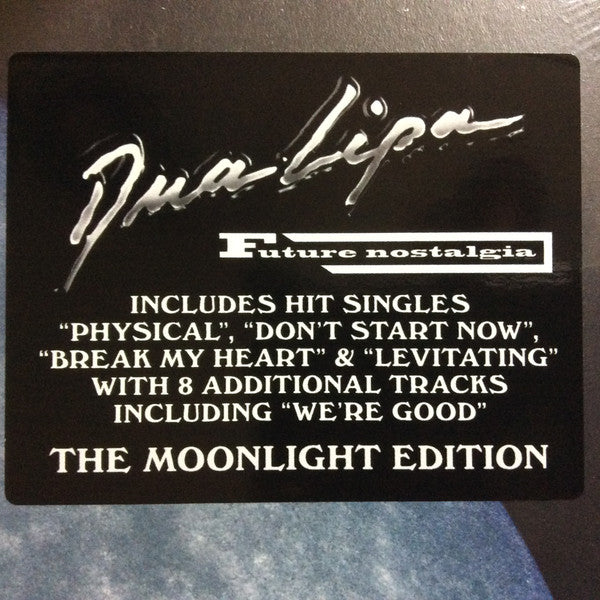 Dua Lipa
Future nostalgia
INCLUDES HIT SINGLES
“PHYSICAL”, “DON’T START NOW”,
“BREAK MY HEART” & “LEVITATING”
WITH 8 ADDITIONAL TRACKS
INCLUDING “WE’RE GOOD”
THE MOONLIGHT EDITION